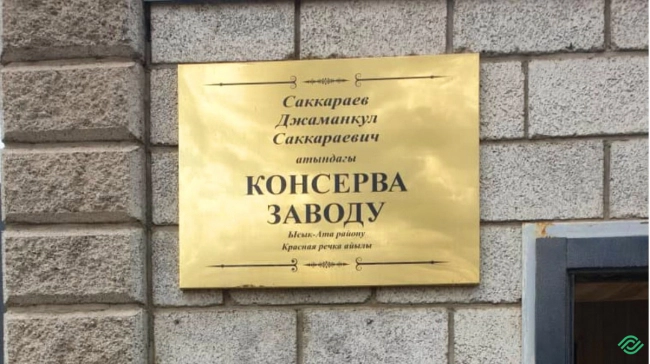 Саккараев
Джаманкул
Саккараевич
атындагы
КОНСЕРВА
ЗАВОДУ
Ысык-Ата району
Красная речка айылы